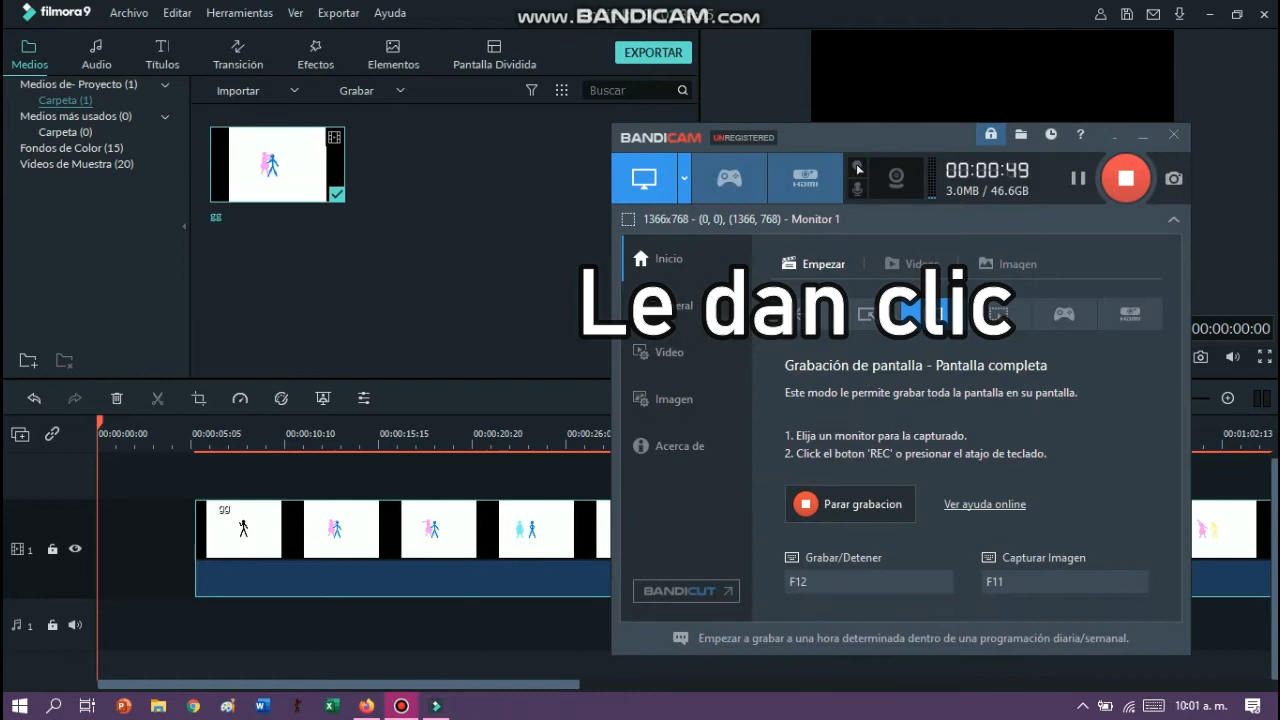 filmora9 Archivo Editar Herramientas Ver Exportar Ayuda
www.BANDICAM.com
Medios Audio Títulos Transición Efectos Elementos Pantalla Dividida EXPORTAR
Medios de- Proyecto (1)
Carpeta (1)
Medios más usados (0)
Carpeta (0)
Fondos de Color (15)
Videos de Muestra (20)
Importar Grabar Buscar
gg
BANDICAM UNREGISTERED
HDMI
00:00:49
3.0MB / 46.6GB
1366x768 - (0, 0), (1366, 768) - Monitor 1
Inicio
Empezar Imagen
Le dan clic
Video
Imagen
Acerca de
Grabación de pantalla - Pantalla completa
Este modo le permite grabar toda la pantalla en su pantalla.
1. Elija un monitor para la capturado.
2. Click el boton 'REC' o presionar el atajo de teclado.
Parar grabacion Ver ayuda online
Grabar/Detener Capturar Imagen
F12 F11
BANDICUT
Empezar a grabar a una hora determinada dentro de una programación diaria/semanal.
00:00:00:00
00:00:00:00 00:00:05:05 00:00:10:10 00:00:15:15 00:00:20:20 00:00:26:0 00:01:02:13
gg
1
1
10:01 a. m.